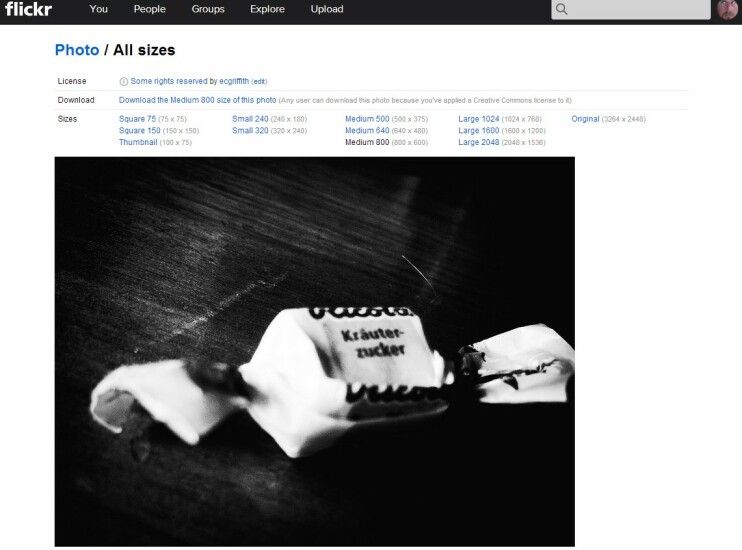 flickr You People Groups Explore Upload
Photo / All sizes
License Some rights reserved by ecgriffith (edit)
Download Download the Medium 800 size of this photo (Any user can download this photo because you've applied a Creative Commons license to it)
Sizes Square 75 (75 x 75) Small 240 (240 x 180) Medium 500 (500 x 375) Large 1024 (1024 x 768) Original (3264 x 2448)
Square 150 (150 x 150) Small 320 (320 x 240) Medium 640 (640 x 480) Large 1600 (1600 x 1200)
Thumbnail (100 x 75) Medium 800 (800 x 600) Large 2048 (2048 x 1536)
Kräuter-
zucker